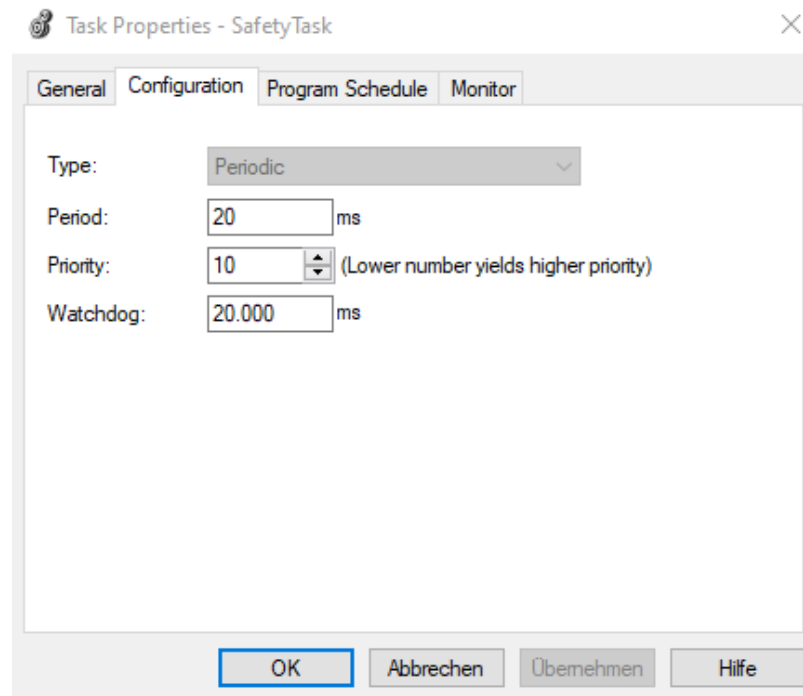 Task Properties - SafetyTask
General Configuration Program Schedule Monitor
Type: Periodic
Period: 20 ms
Priority: 10 (Lower number yields higher priority)
Watchdog: 20.000 ms
OK Abbrechen Übernehmen Hilfe